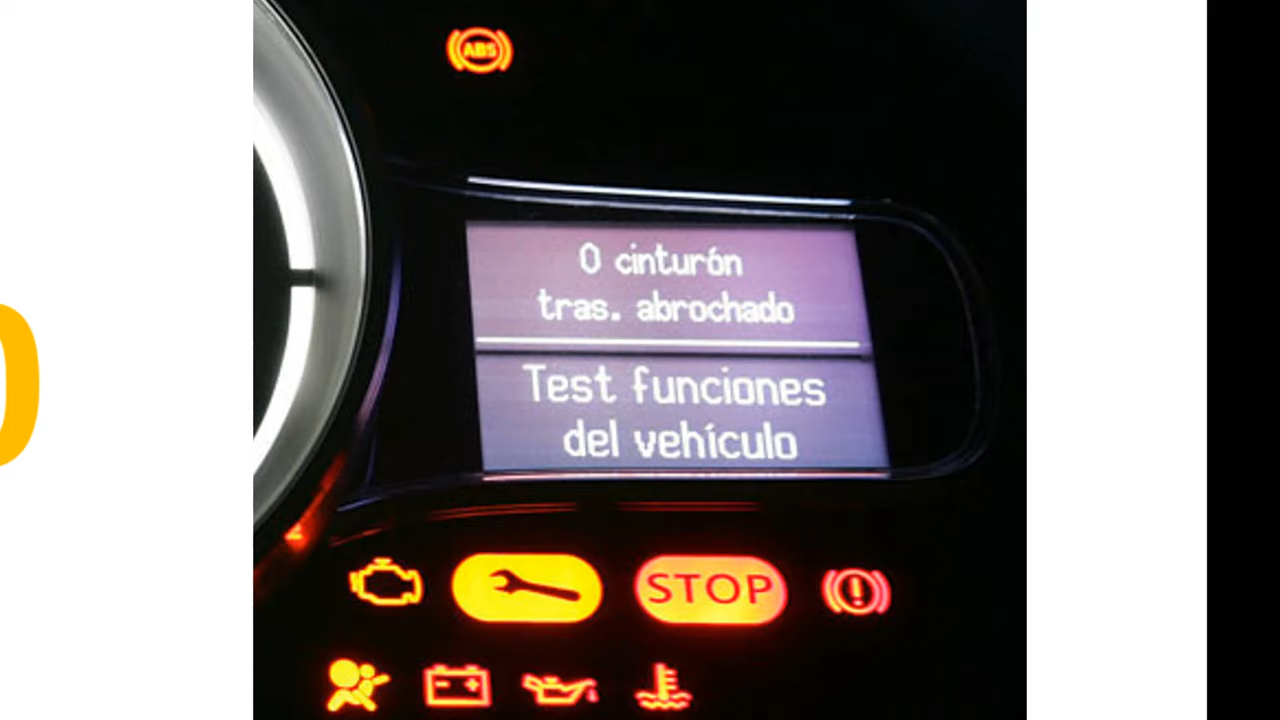 ABS
0 cinturón
tras. abrochado
Test funciones
del vehículo
STOP